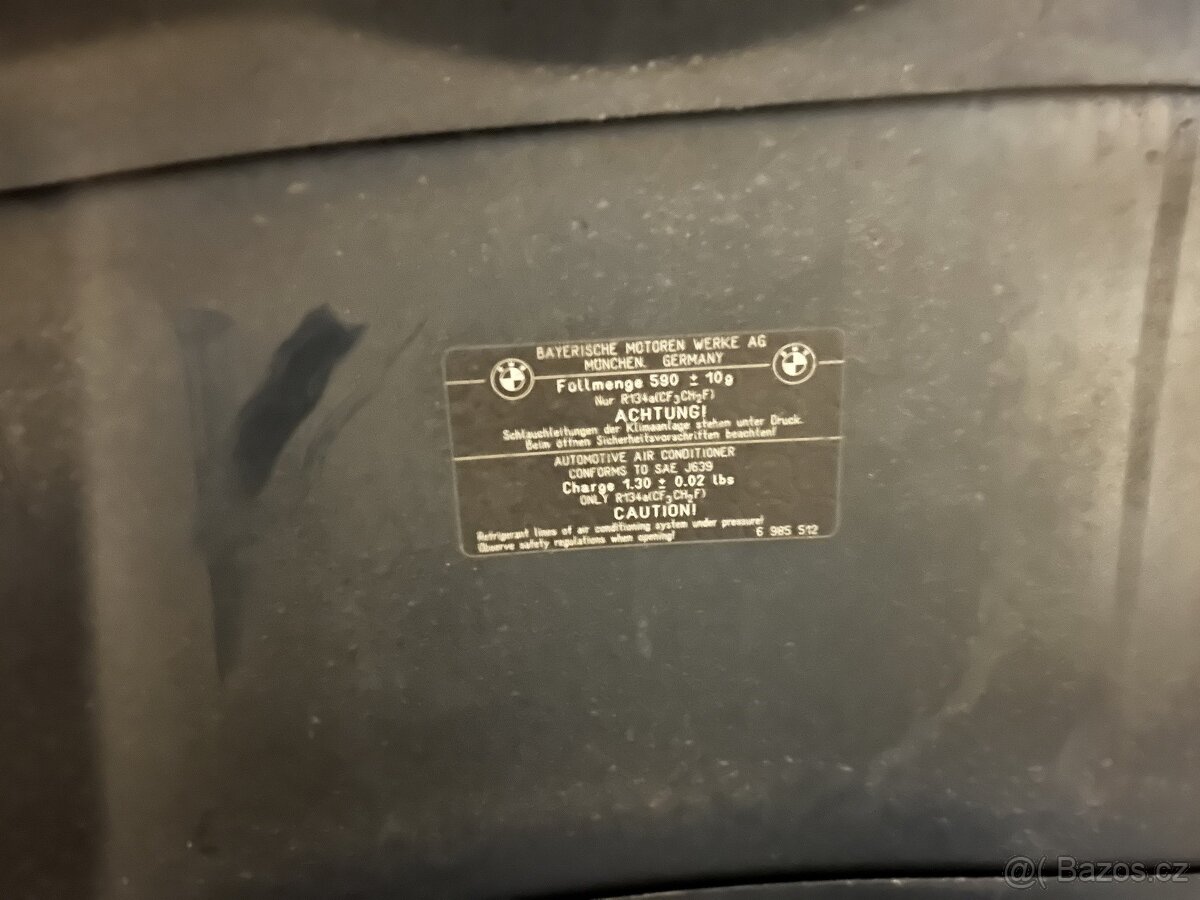 BAYERISCHE MOTOREN WERKE AG
MÜNCHEN, GERMANY
Füllmenge 590 ± 10g
Nur R134a(CF₃CH₂F)
ACHTUNG!
Schlauchleitungen der Klimaanlage stehen unter Druck.
Beim öffnen Sicherheitsvorschriften beachten!
AUTOMOTIVE AIR CONDITIONER
CONFORMS TO SAE J639
Charge 1.30 ± 0.02 lbs
ONLY R134a(CF₃CH₂F)
CAUTION!
Refrigerant lines of air conditioning system under pressure!
Observe safety regulations when opening!
6 985 512
@( Bazos.cz